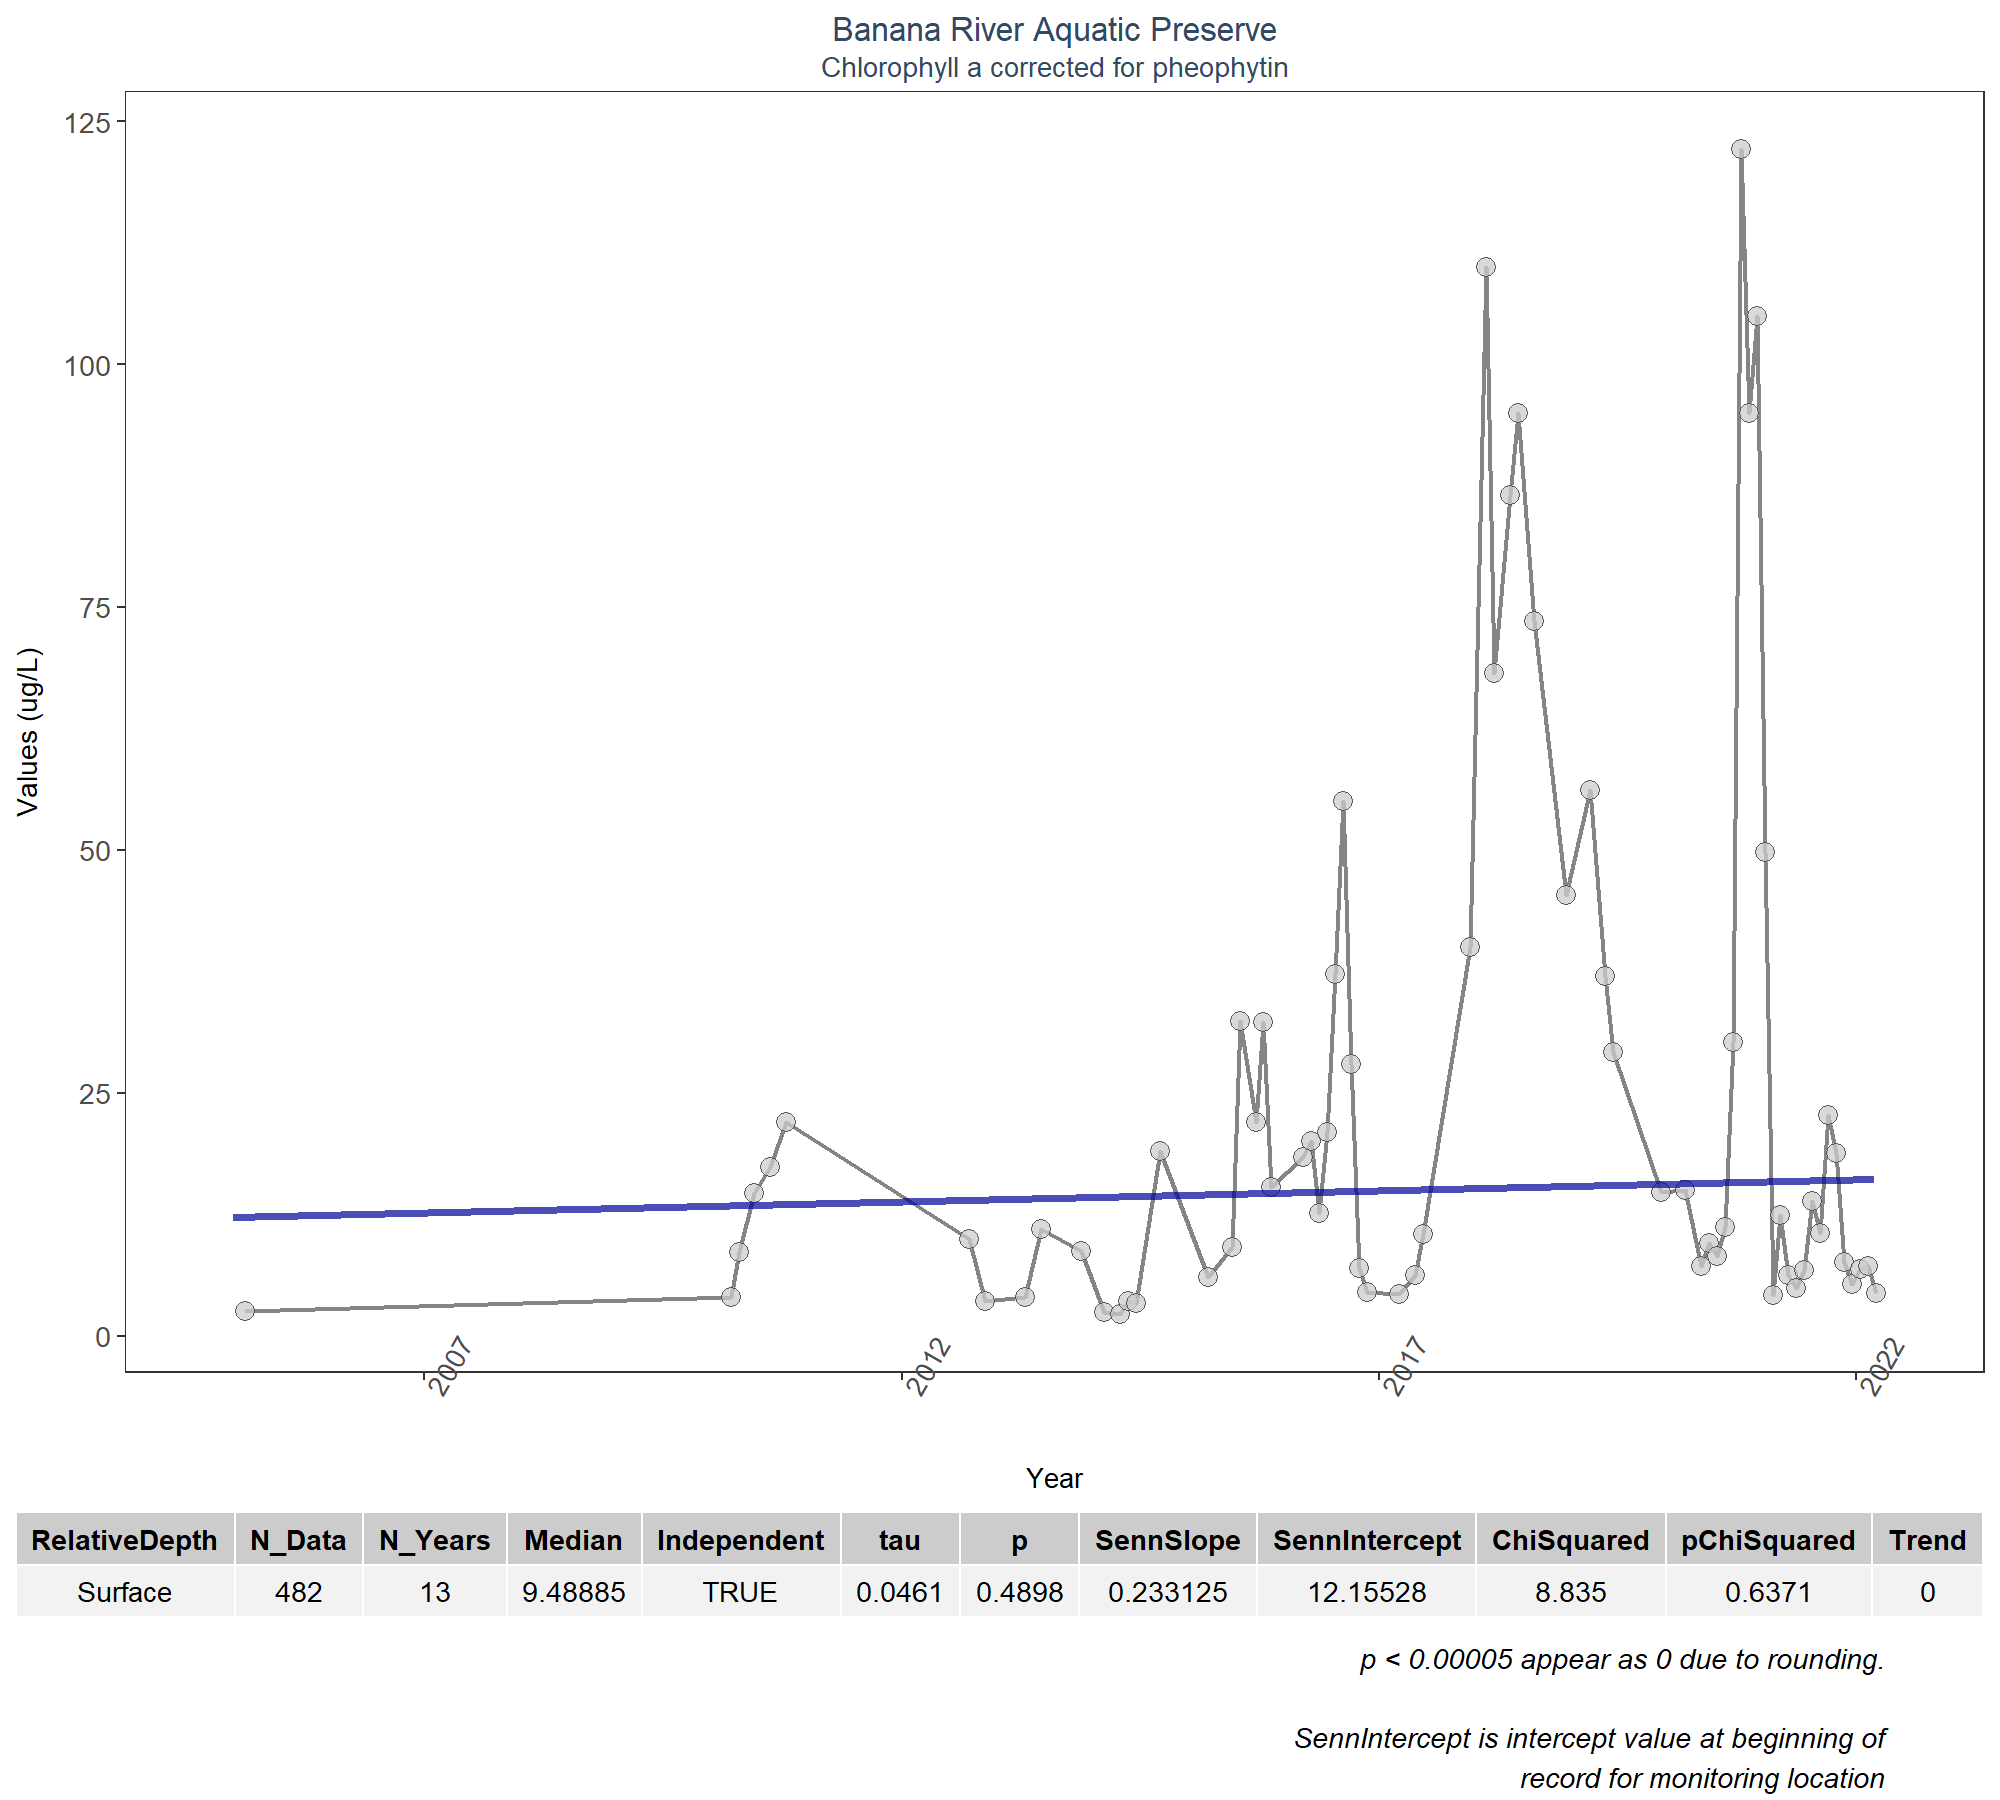 Banana River Aquatic Preserve
Chlorophyll a corrected for pheophytin
125
100
75
50
25
0
Values (ug/L)
2007
2012
2017
2022
Year
RelativeDepth N_Data N_Years Median Independent tau p SennSlope SennIntercept ChiSquared pChiSquared Trend
Surface 482 13 9.48885 TRUE 0.0461 0.4898 0.233125 12.15528 8.835 0.6371 0
p < 0.00005 appear as 0 due to rounding.
SennIntercept is intercept value at beginning of
record for monitoring location